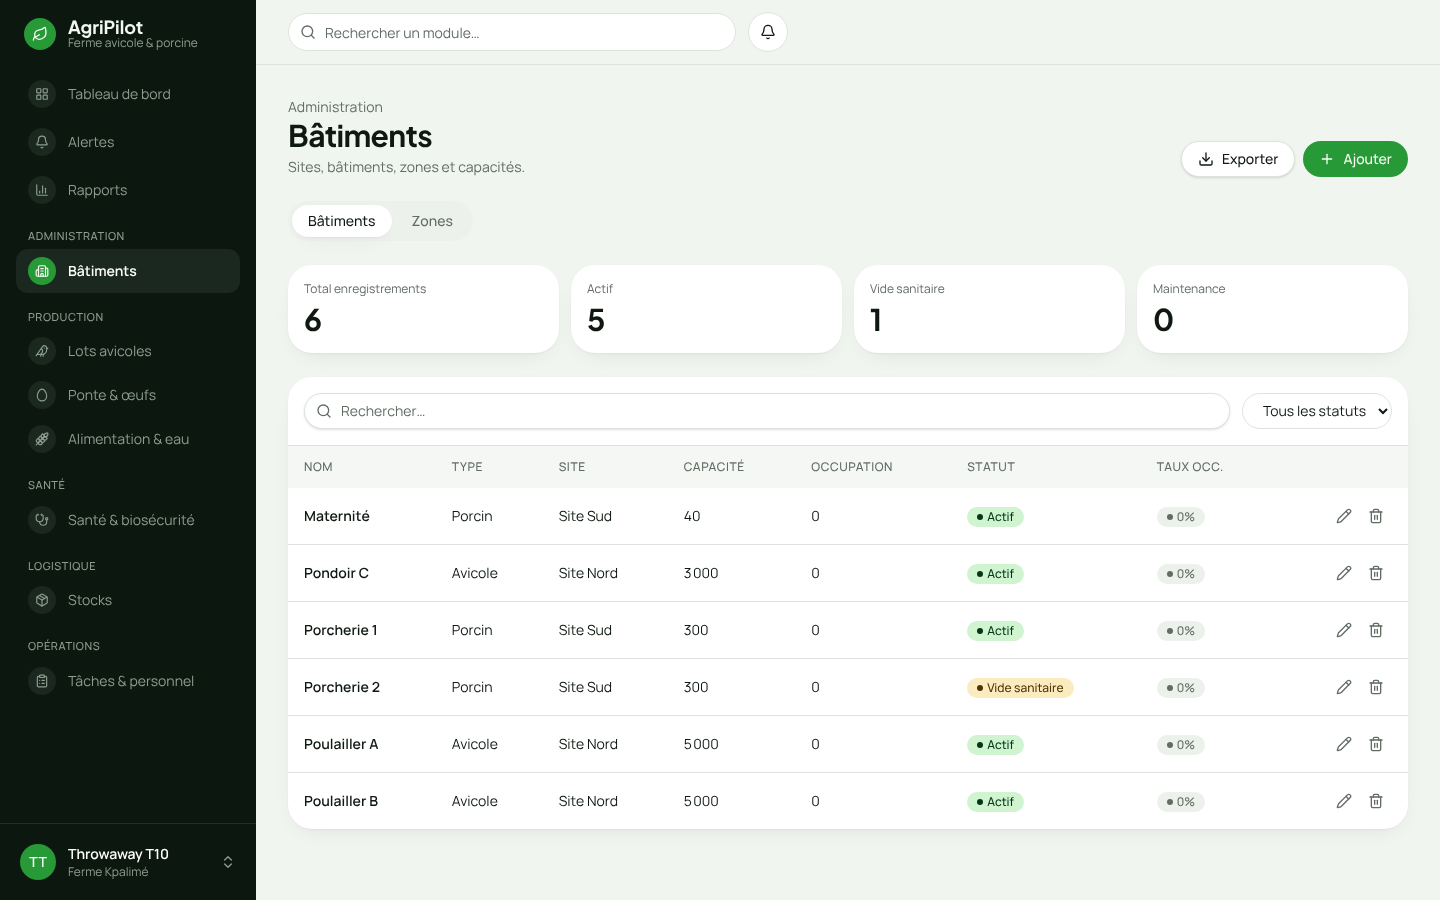 AgriPilot
Ferme avicole & porcine
Tableau de bord
Alertes
Rapports
ADMINISTRATION
Bâtiments
PRODUCTION
Lots avicoles
Ponte & œufs
Alimentation & eau
SANTÉ
Santé & biosécurité
LOGISTIQUE
Stocks
OPÉRATIONS
Tâches & personnel
TT
Throwaway T10
Ferme Kpalimé
Rechercher un module...
Administration
Bâtiments
Sites, bâtiments, zones et capacités.
Exporter
Ajouter
Bâtiments Zones
Total enregistrements
6
Actif
5
Vide sanitaire
1
Maintenance
0
Rechercher...
Tous les statuts
NOM TYPE SITE CAPACITÉ OCCUPATION STATUT TAUX OCC.
Maternité Porcin Site Sud 40 0 Actif 0%
Pondoir C Avicole Site Nord 3 000 0 Actif 0%
Porcherie 1 Porcin Site Sud 300 0 Actif 0%
Porcherie 2 Porcin Site Sud 300 0 Vide sanitaire 0%
Poulailler A Avicole Site Nord 5 000 0 Actif 0%
Poulailler B Avicole Site Nord 5 000 0 Actif 0%